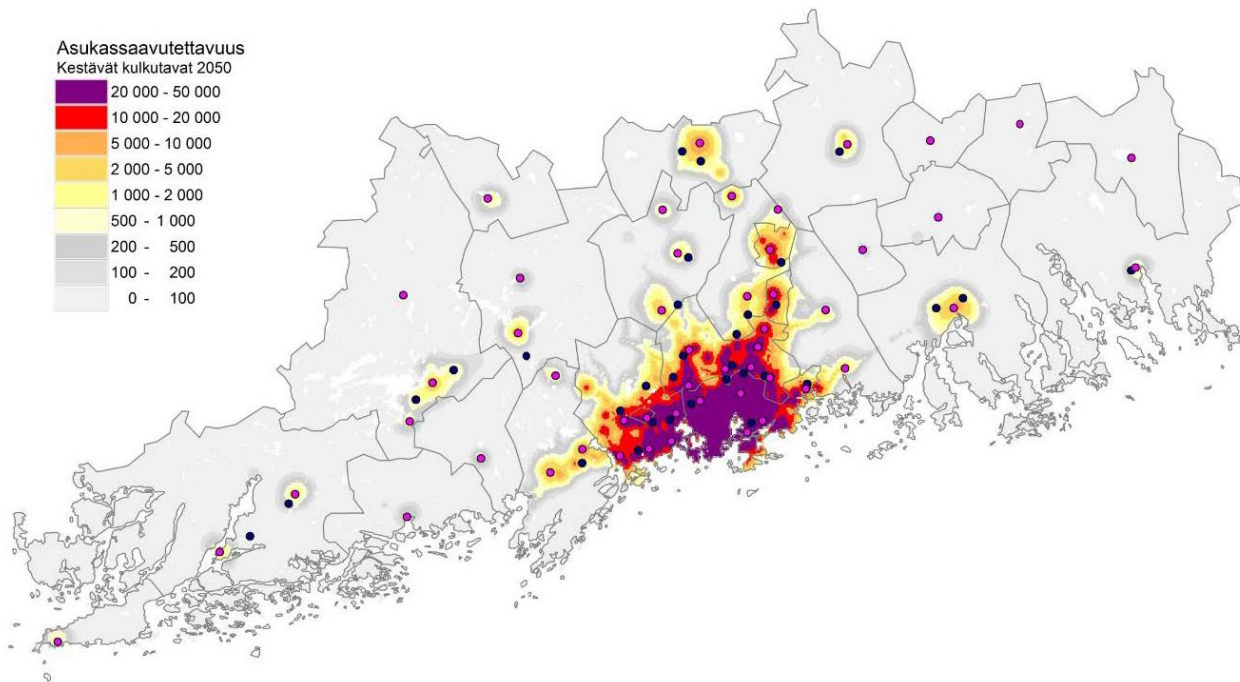 Asukassaavutettavuus
Kestävät kulkutavat 2050
20 000 - 50 000
10 000 - 20 000
5 000 - 10 000
2 000 - 5 000
1 000 - 2 000
500 - 1 000
200 - 500
100 - 200
0 - 100